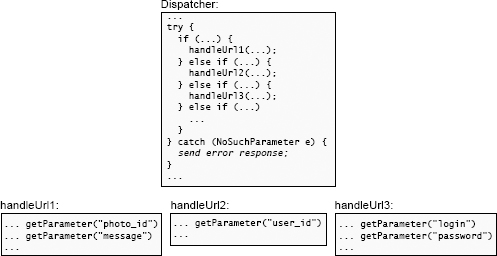 Dispatcher:
...
try {
if (...) {
handleUrl1(...);
} else if (...) {
handleUrl2(...);
} else if (...) {
handleUrl3(...);
} else if (...)
...
}
} catch (NoSuchParameter e) {
send error response;
}
...
handleUrl1:
... getParameter("photo_id")
... getParameter("message")
...
handleUrl2:
... getParameter("user_id")
...
handleUrl3:
... getParameter("login")
... getParameter("password")
...